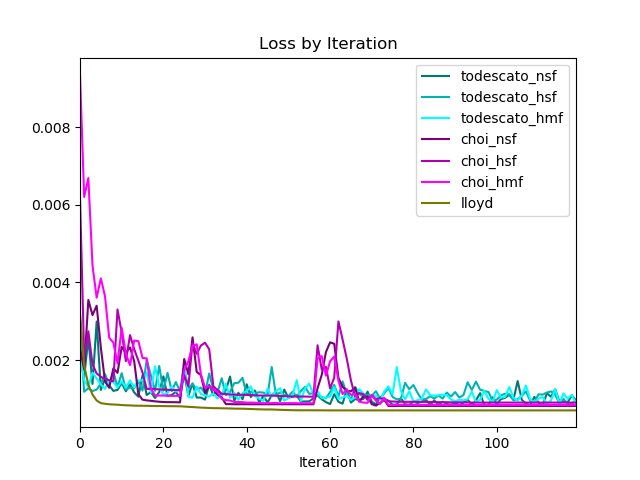 Loss by Iteration
todescato_nsf
todescato_hsf
todescato_hmf
choi_nsf
choi_hsf
choi_hmf
lloyd
0.008
0.006
0.004
0.002
0 20 40 60 80 100
Iteration